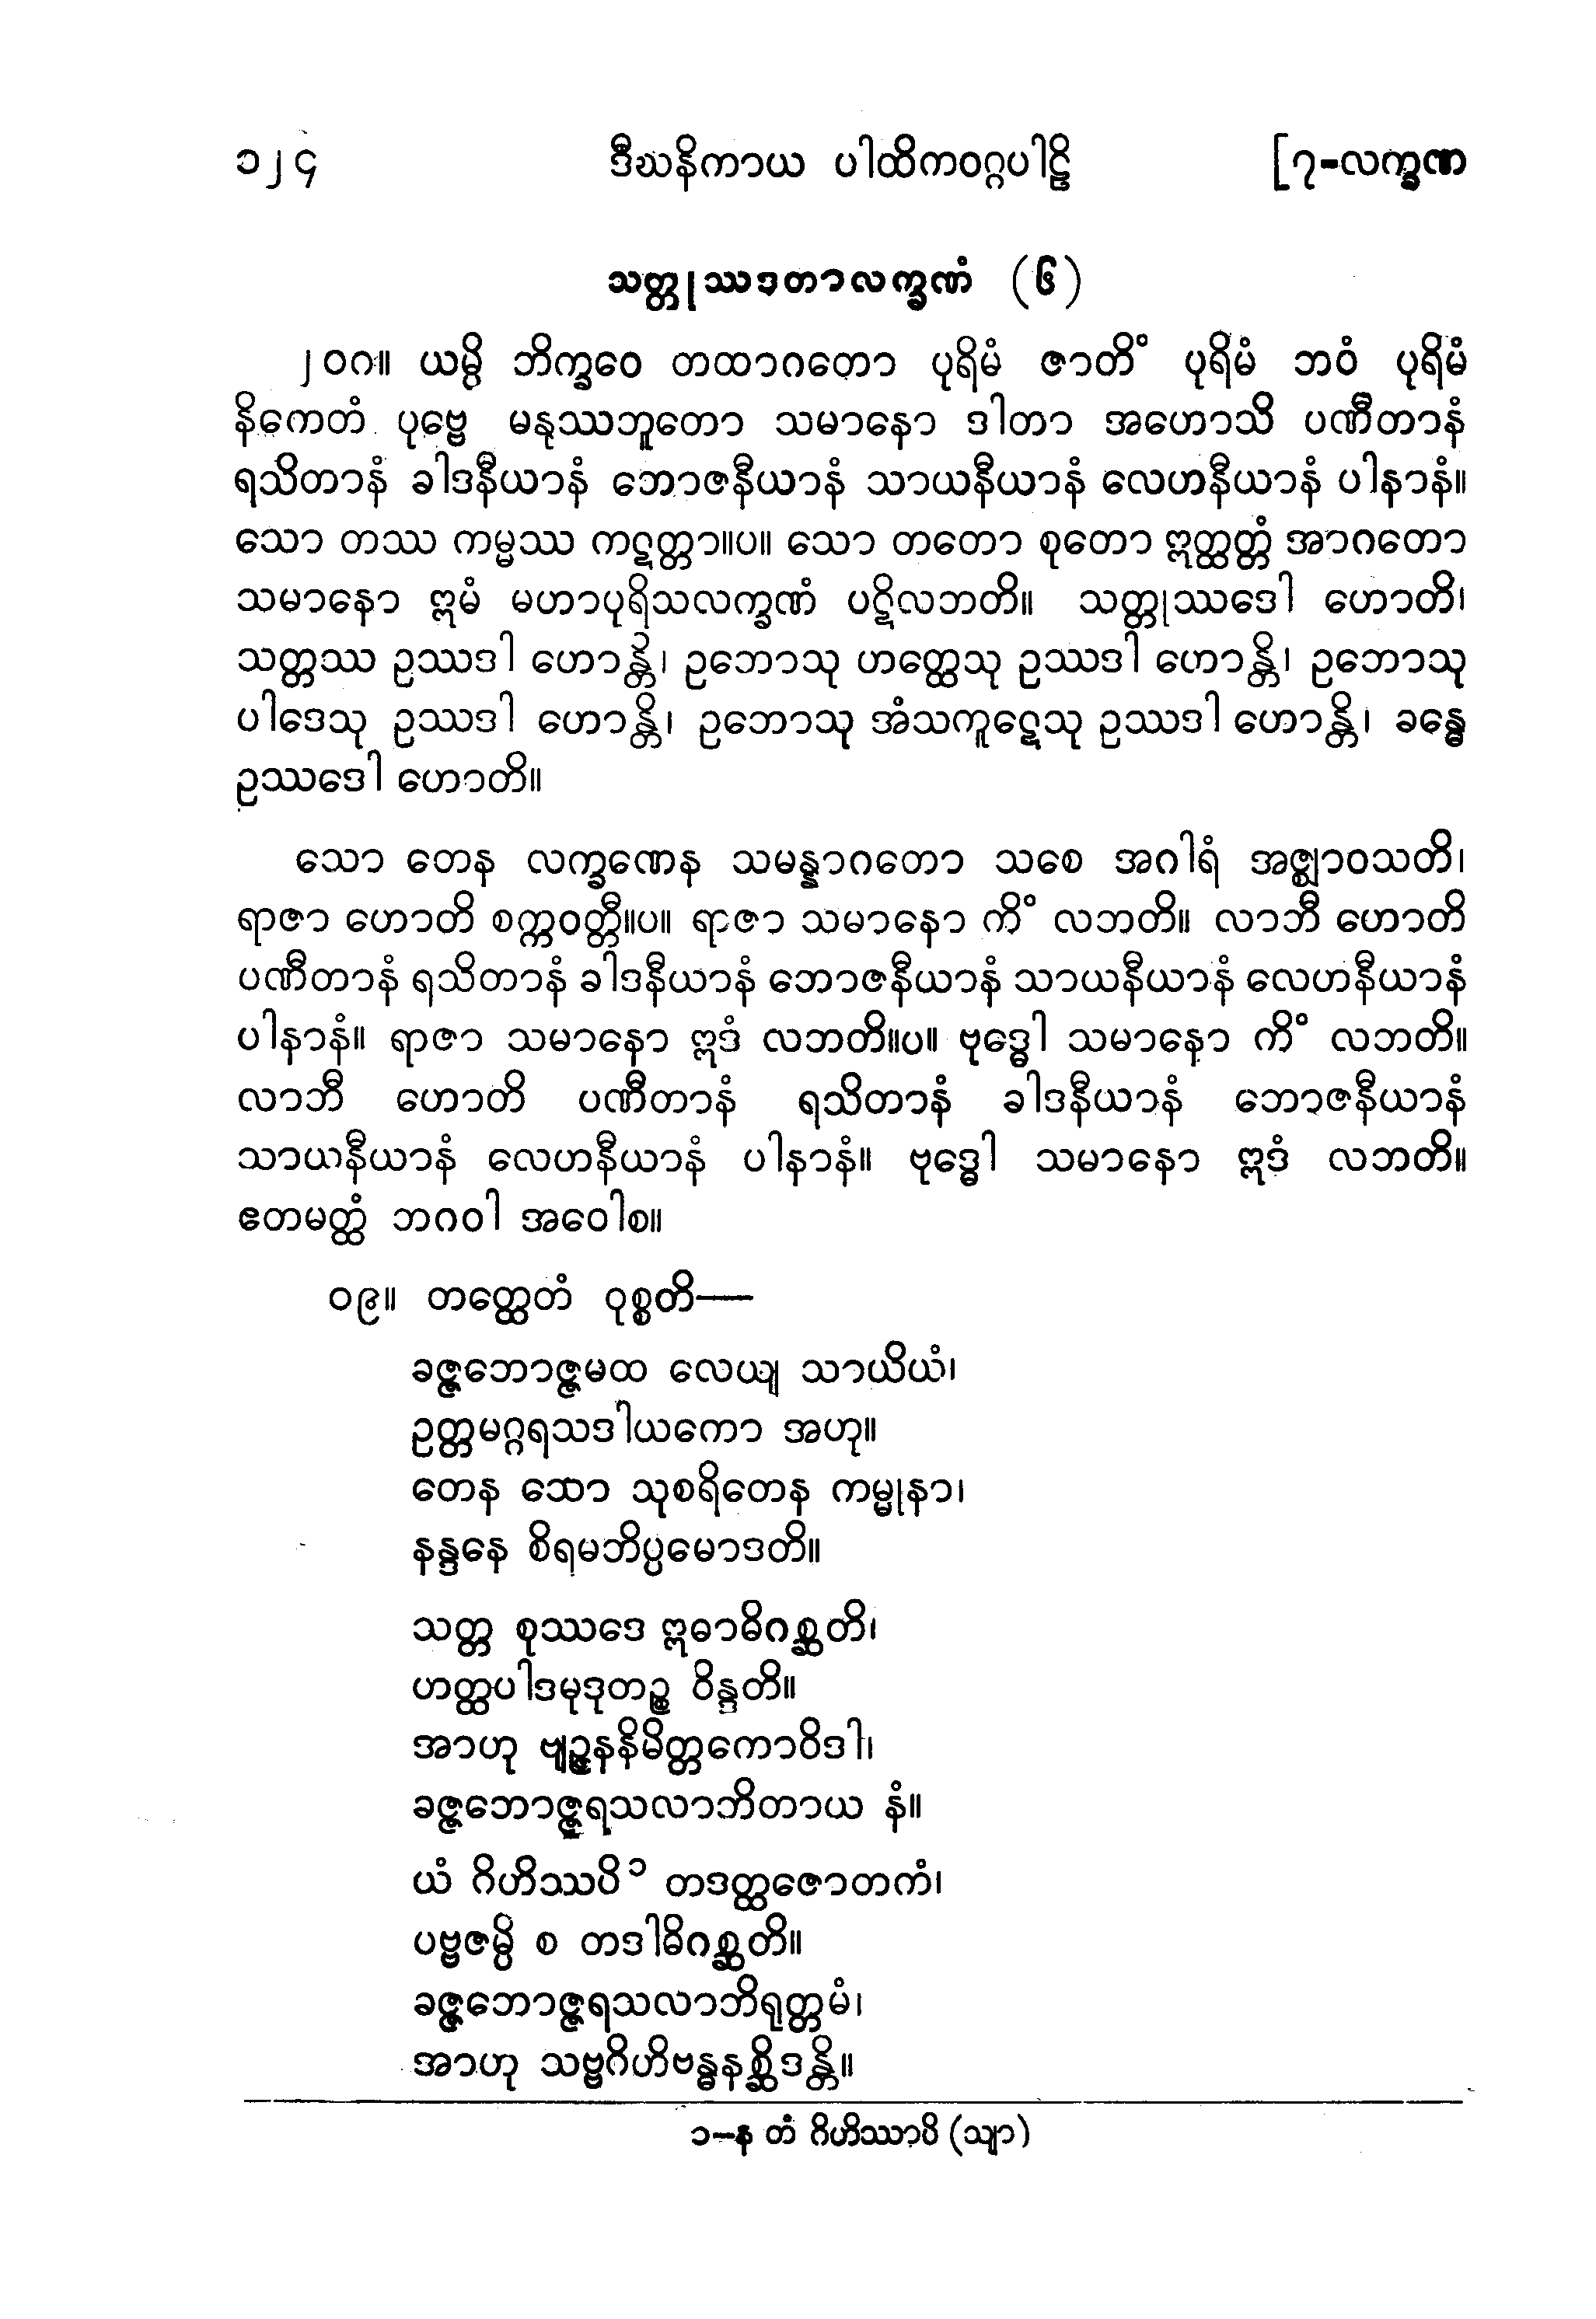 ၁၂၄ ဒီဃနိကာယ ပါထိကဝဂ္ဂပါဠိ [၇-လက္ခဏ
သတ္တုဿဒတာလက္ခဏံ (၆)
၂၀၈။ ယမ္ပိ ဘိက္ခဝေ တထာဂတော ပုရိမံ ဇာတိံ ပုရိမံ ဘဝံ ပုရိမံ
နိကေတံ ပုဗ္ဗေ မနုဿဘူတော သမာနော ဒါတာ အဟောသိ ပဏီတာနံ
ရသိတာနံ ခါဒနီယာနံ ဘောဇနီယာနံ သာယနီယာနံ လေဟနီယာနံ ပါနာနံ။
သော တဿ ကမ္မဿ ကဋတ္တာ။ပ။ သော တတော စုတော ဣတ္ထတ္တံ အာဂတော
သမာနော ဣမံ မဟာပုရိသလက္ခဏံ ပဋိလဘတိ။ သတ္တုဿဒေါ ဟောတိ၊
သတ္တဿ ဥဿဒါ ဟောန္တိ၊ ဥဘောသု ဟတ္ထေသု ဥဿဒါ ဟောန္တိ၊ ဥဘောသု
ပါဒေသု ဥဿဒါ ဟောန္တိ၊ ဥဘောသု အံသကူဋေသု ဥဿဒါ ဟောန္တိ၊ ခန္ဓေ
ဥဿဒေါ ဟောတိ။
သော တေန လက္ခဏေန သမန္နာဂတော သစေ အဂါရံ အဇ္ဈာဝသတိ၊
ရာဇာ ဟောတိ စက္ကဝတ္တီ။ပ။ ရာဇာ သမာနော ကိံ လဘတိ။ လာဘီ ဟောတိ
ပဏီတာနံ ရသိတာနံ ခါဒနီယာနံ ဘောဇနီယာနံ သာယနီယာနံ လေဟနီယာနံ
ပါနာနံ။ ရာဇာ သမာနော ဣဒံ လဘတိ။ပ။ ဗုဒ္ဓေါ သမာနော ကိံ လဘတိ။
လာဘီ ဟောတိ ပဏီတာနံ ရသိတာနံ ခါဒနီယာနံ ဘောဇနီယာနံ
သာယနီယာနံ လေဟနီယာနံ ပါနာနံ။ ဗုဒ္ဓေါ သမာနော ဣဒံ လဘတိ။
ဧတမတ္ထံ ဘဂဝါ အဝေါစ။
၀၉။ တတ္ထေတံ ဝုစ္စတိ—
ခဇ္ဇဘောဇ္ဇမထ လေယျ သာယိယံ၊
ဥတ္တမဂ္ဂရသဒါယကော အဟု။
တေန သော သုစရိတေန ကမ္မုနာ၊
နန္ဒနေ စိရမဘိပ္ပမောဒတိ။
သတ္တ စုဿဒေ ဣဓာဓိဂစ္ဆတိ၊
ဟတ္ထပါဒမုဒုတဉ္စ ဝိန္ဒတိ။
အာဟု ဗျဉ္ဇနနိမိတ္တကောဝိဒါ၊
ခဇ္ဇဘောဇ္ဇရသလာဘိတာယ နံ။
ယံ ဂိဟိဿပိ ၁ တဒတ္ထဇောတကံ၊
ပဗ္ဗဇမ္ပိ စ တဒါဓိဂစ္ဆတိ။
ခဇ္ဇဘောဇ္ဇရသလာဘိရုတ္တမံ၊
အာဟု သဗ္ဗဂိဟိဗန္ဓနစ္ဆိဒန္တိ။
၁-န တံ ဂိဟိဿာပိ (သျာ)